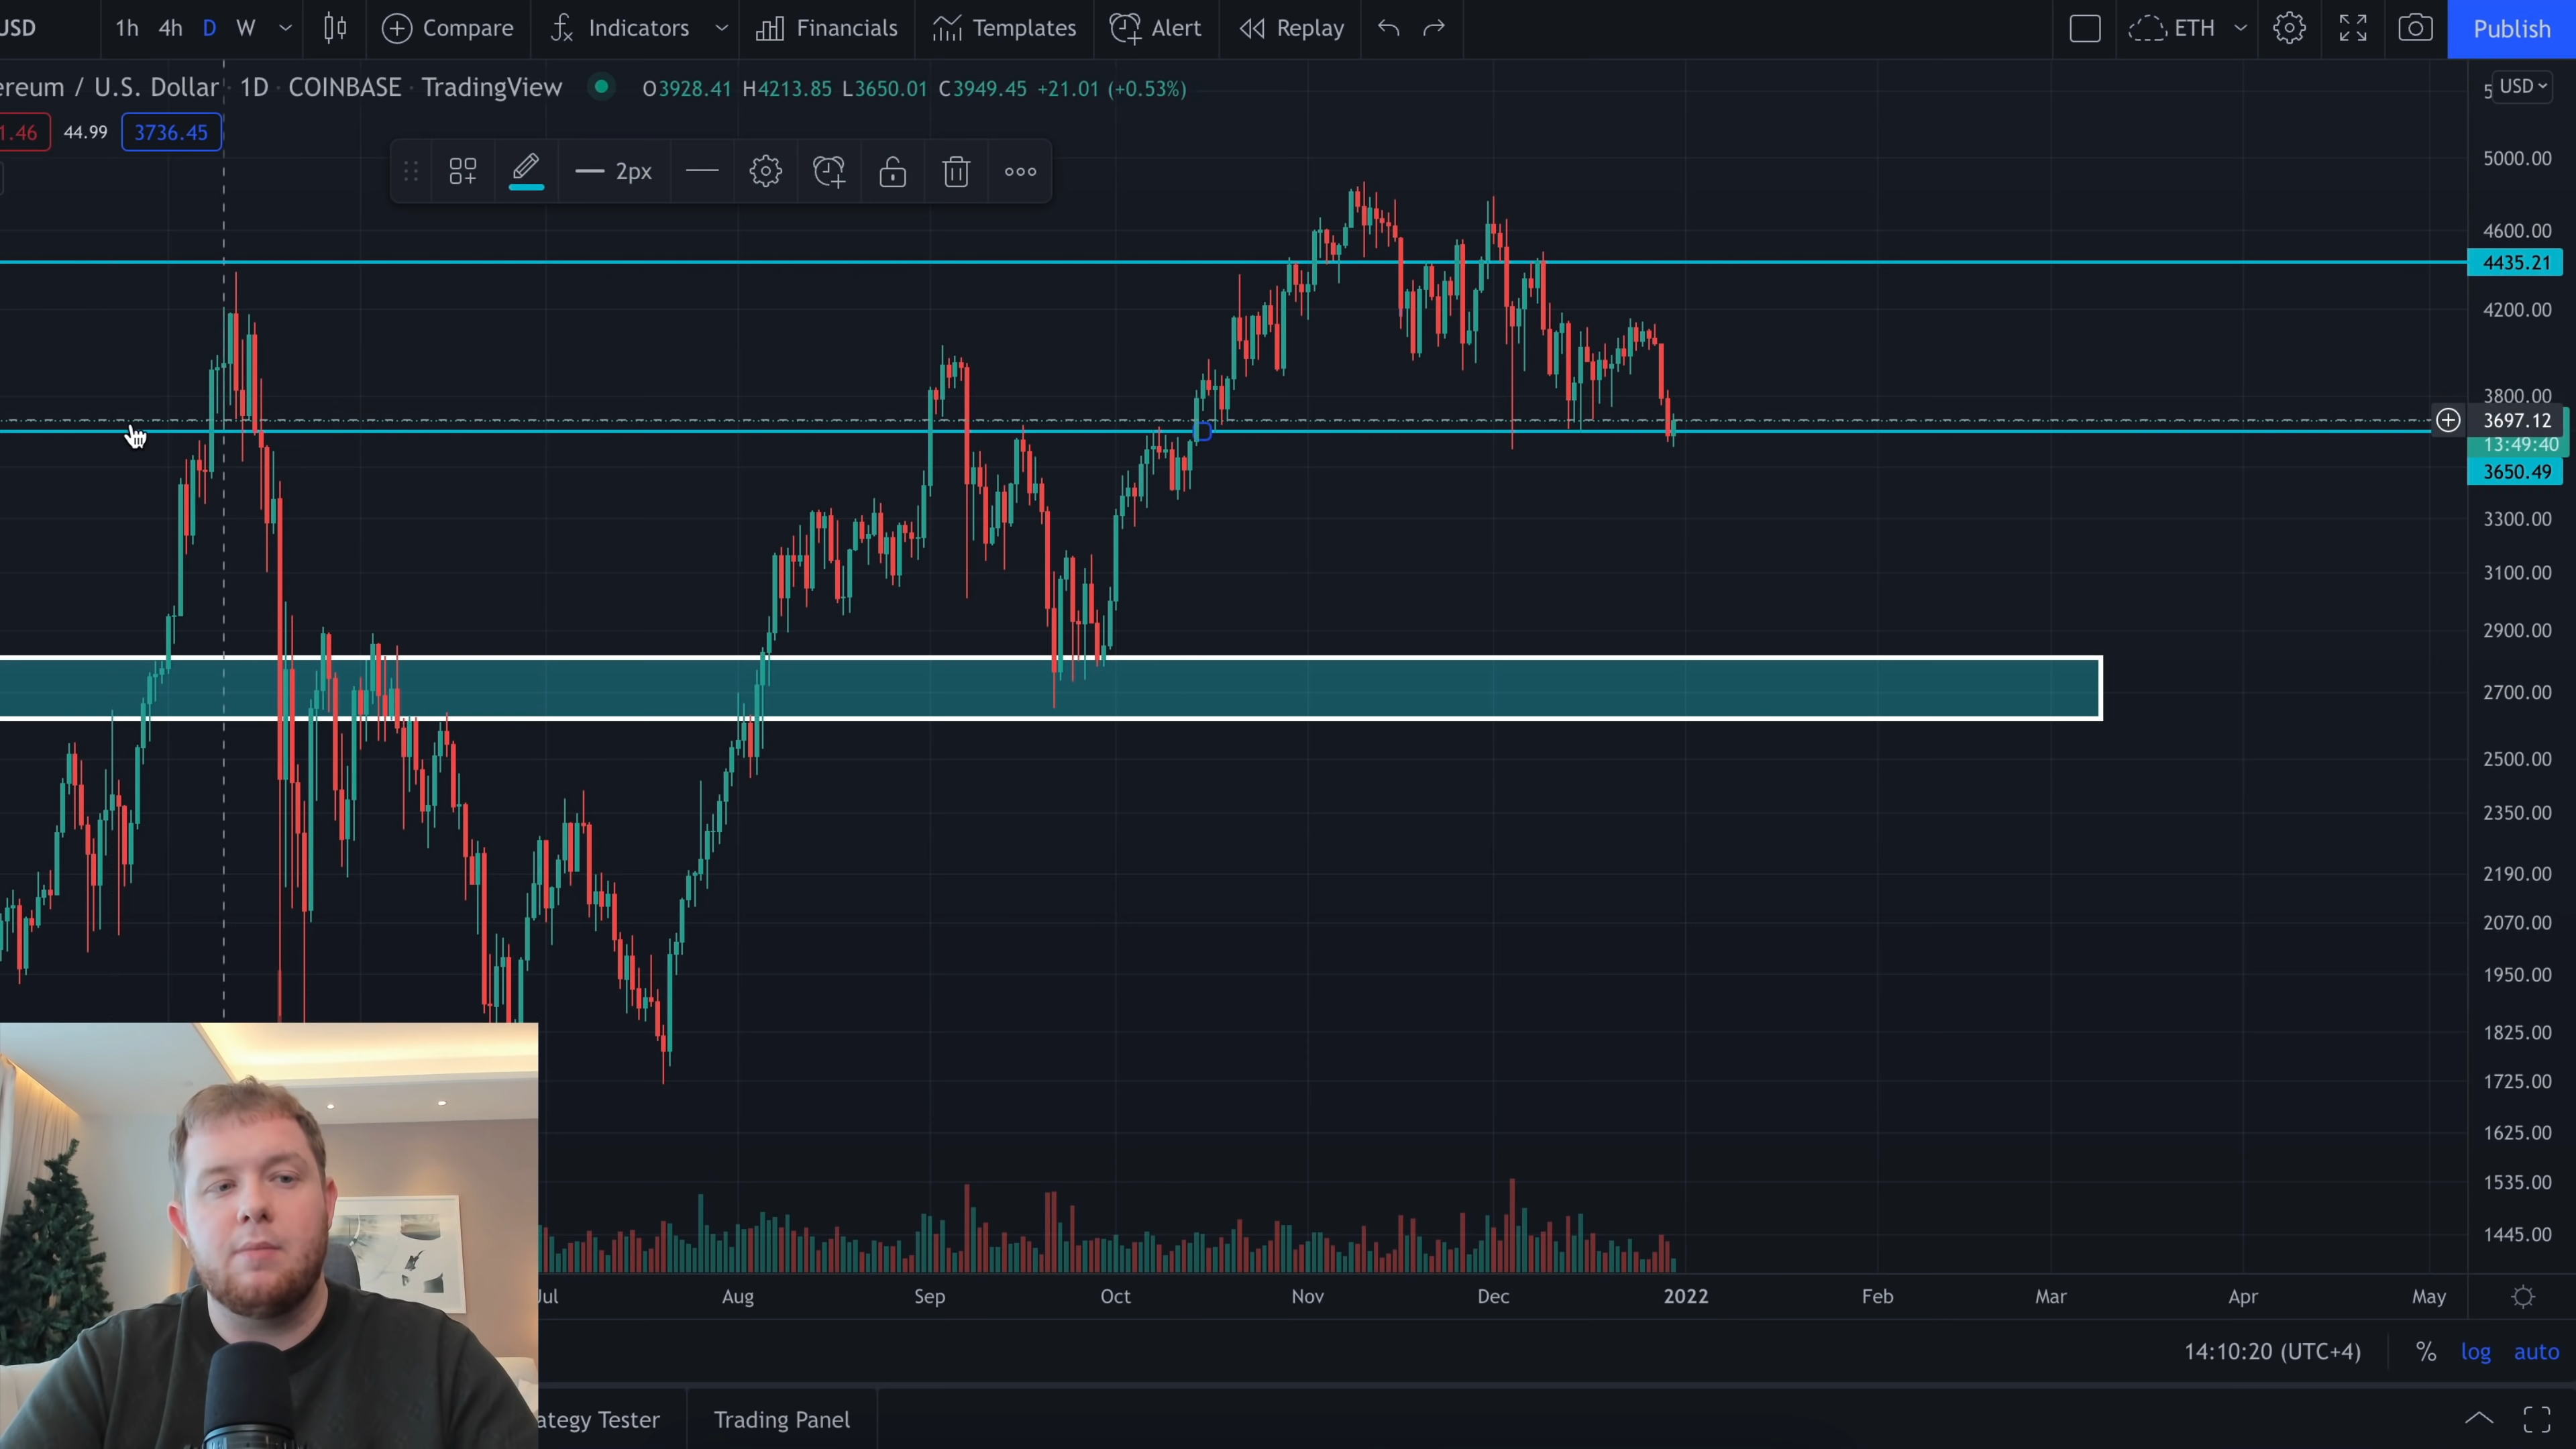 USD 1h 4h D W Compare Indicators Financials Templates Alert Replay ETH Publish
ereum / U.S. Dollar 1D · COINBASE · TradingView O3928.41 H4213.85 L3650.01 C3949.45 +21.01 (+0.53%)
USD
1.46 44.99 3736.45
2px
5000.00
4600.00
4435.21
4200.00
3800.00
3697.12
13:49:40
3650.49
3300.00
3100.00
2900.00
2700.00
2500.00
2350.00
2190.00
2070.00
1950.00
1825.00
1725.00
1625.00
1535.00
1445.00
Jul Aug Sep Oct Nov Dec 2022 Feb Mar Apr May
14:10:20 (UTC+4) % log auto
ategy Tester Trading Panel